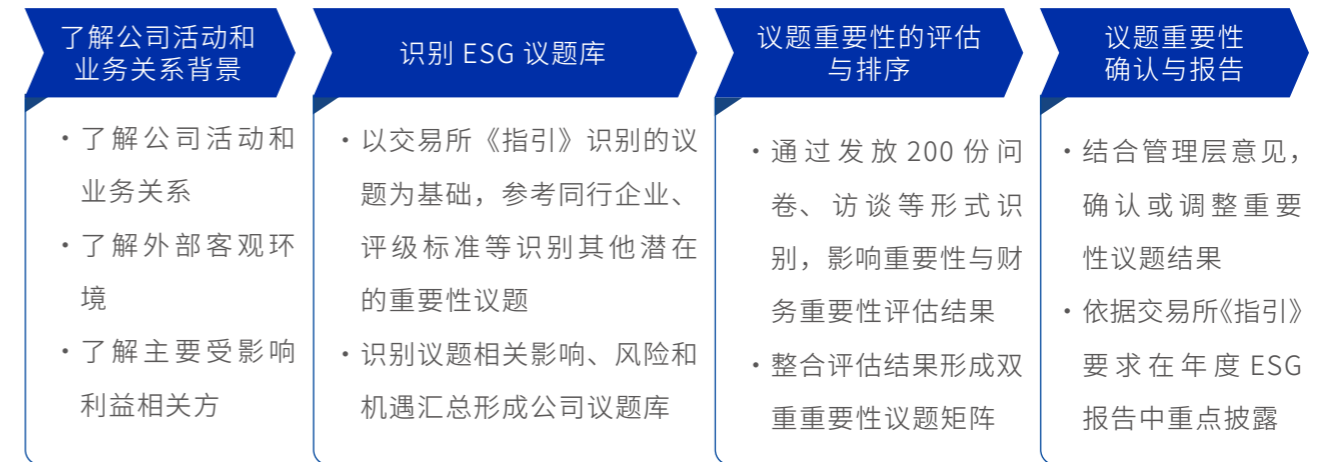 了解公司活动和
业务关系背景
·了解公司活动和
业务关系
·了解外部客观环
境
·了解主要受影响
利益相关方
识别 ESG 议题库
·以交易所《指引》识别的议
题为基础，参考同行企业、
评级标准等识别其他潜在
的重要性议题
·识别议题相关影响、风险和
机遇汇总形成公司议题库
议题重要性的评估
与排序
·通过发放 200 份问
卷、访谈等形式识
别，影响重要性与财
务重要性评估结果
·整合评估结果形成双
重重要性议题矩阵
议题重要性
确认与报告
·结合管理层意见，
确认或调整重要
性议题结果
·依据交易所《指引》
要求在年度 ESG
报告中重点披露